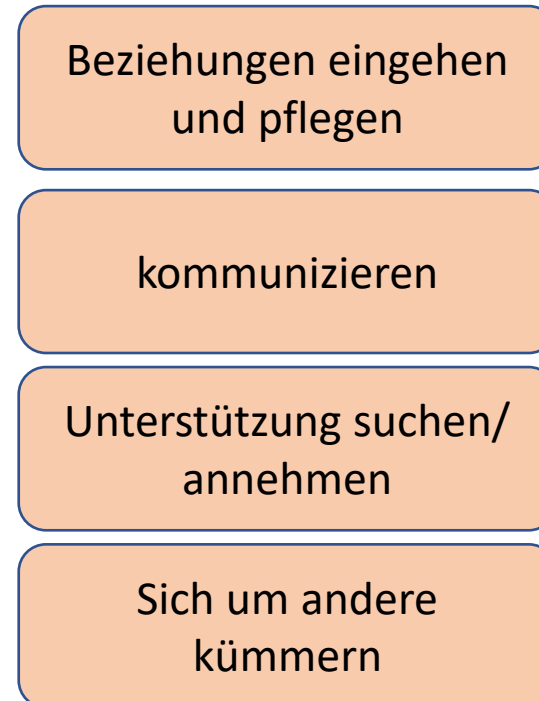 Beziehungen eingehen
und pflegen
kommunizieren
Unterstützung suchen/
annehmen
Sich um andere
kümmern